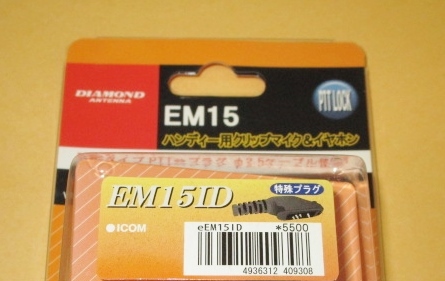 DIAMOND
ANTENNA
EM15
PTT LOCK
ハンディー用クリップマイク&イヤホン
EM15ID
特殊プラグ
●ICOM
eEM15ID *5500
4936312 409308